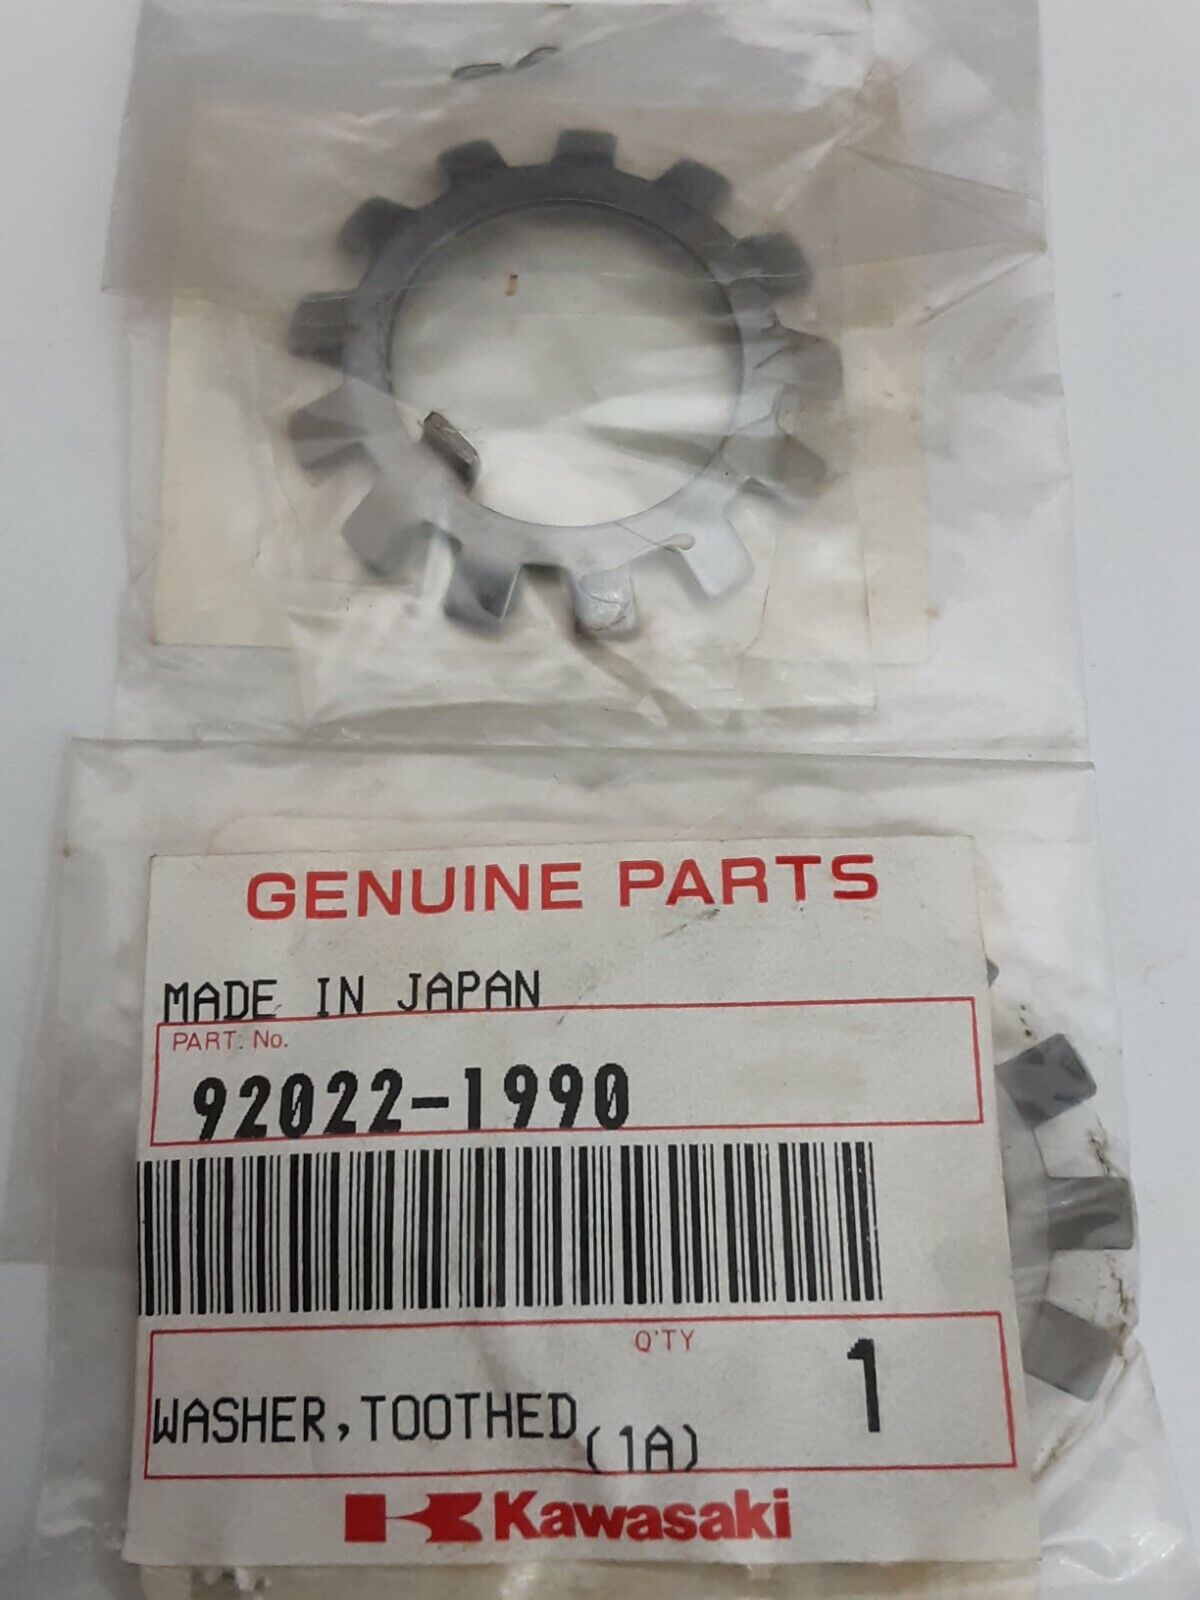 GENUINE PARTS
MADE IN JAPAN
PART. No.
92022-1990
Q'TY
1
WASHER,TOOTHED
(1A)
Kawasaki